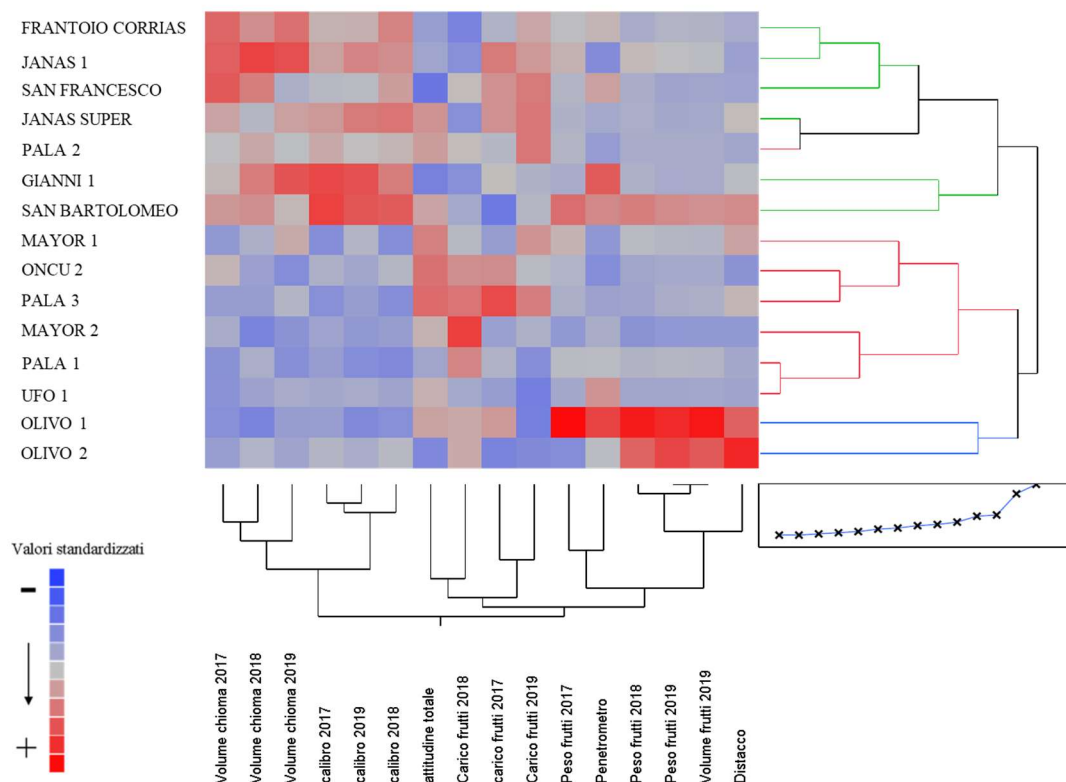 FRANTOIO CORRIAS
JANAS 1
SAN FRANCESCO
JANAS SUPER
PALA 2
GIANNI 1
SAN BARTOLOMEO
MAYOR 1
ONCU 2
PALA 3
MAYOR 2
PALA 1
UFO 1
OLIVO 1
OLIVO 2
Valori standardizzati
-
+
Volume chioma 2017
Volume chioma 2018
Volume chioma 2019
calibro 2017
calibro 2019
calibro 2018
attitudine totale
Carico frutti 2018
carico frutti 2017
Carico frutti 2019
Peso frutti 2017
Penetrometro
Peso frutti 2018
Peso frutti 2019
Volume frutti 2019
Distacco